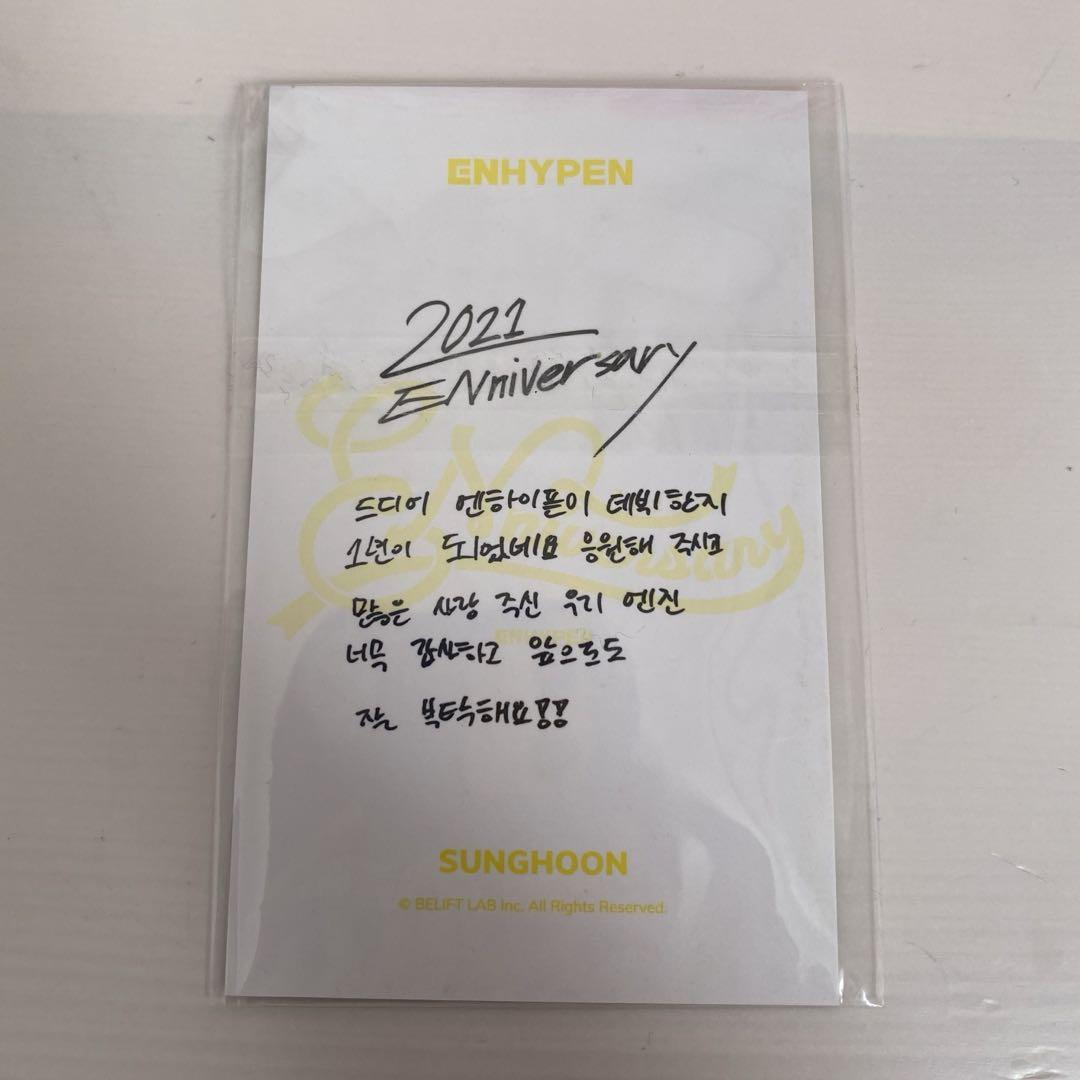 ENHYPEN
2021
ENniversary
드디어 엔하이픈이 데뷔한지
1년이 되었네요 응원해 주시고
많은 사랑 주신 우리 엔진
너무 감사하고 앞으로도
잘 부탁해요!!
ENniversary
ENHYPEN
SUNGHOON
© BELIFT LAB Inc. All Rights Reserved.